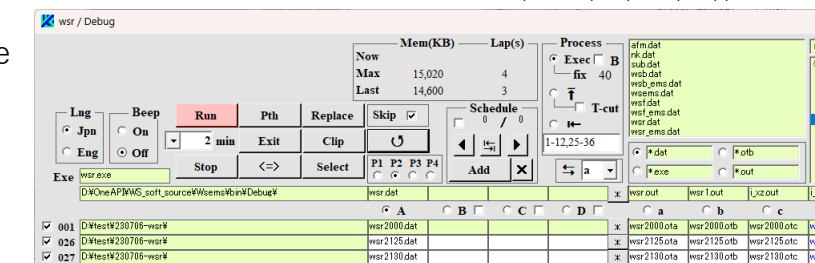 wsr / Debug
e
Mem(KB) Lap(s)
Now
Max 15,020 4
Last 14,600 3
Process
Exec B
fix 40
T
T-cut
1-12,25-36
afm.dat
nk.dat
sub.dat
wsb.dat
wsb_ems.dat
wsems.dat
wsf.dat
wsf_ems.dat
wsr.dat
wsr_ems.dat
Lng
Jpn
Eng
Beep
On
Off
Run Pth Replace Skip
2 min Exit Clip
Stop <=> Select P1 P2 P3 P4
Schedule
0 / 0
Add X
a
*.dat *.otb
*.exe *.out
Exe wsr.exe
D:¥OneAPI¥WS_soft_source¥Wsems¥bin¥Debug¥ wsr.dat x wsr.out wsr1.out i_xz.out i_
A B C D a b c
001 D:¥test¥230706-wsr¥ wsr2000.dat x wsr2000.ota wsr2000.otb wsr2000.otc w
026 D:¥test¥230706-wsr¥ wsr2125.dat x wsr2125.ota wsr2125.otb wsr2125.otc w
027 D:¥test¥230706-wsr¥ wsr2130.dat x wsr2130.ota wsr2130.otb wsr2130.otc w